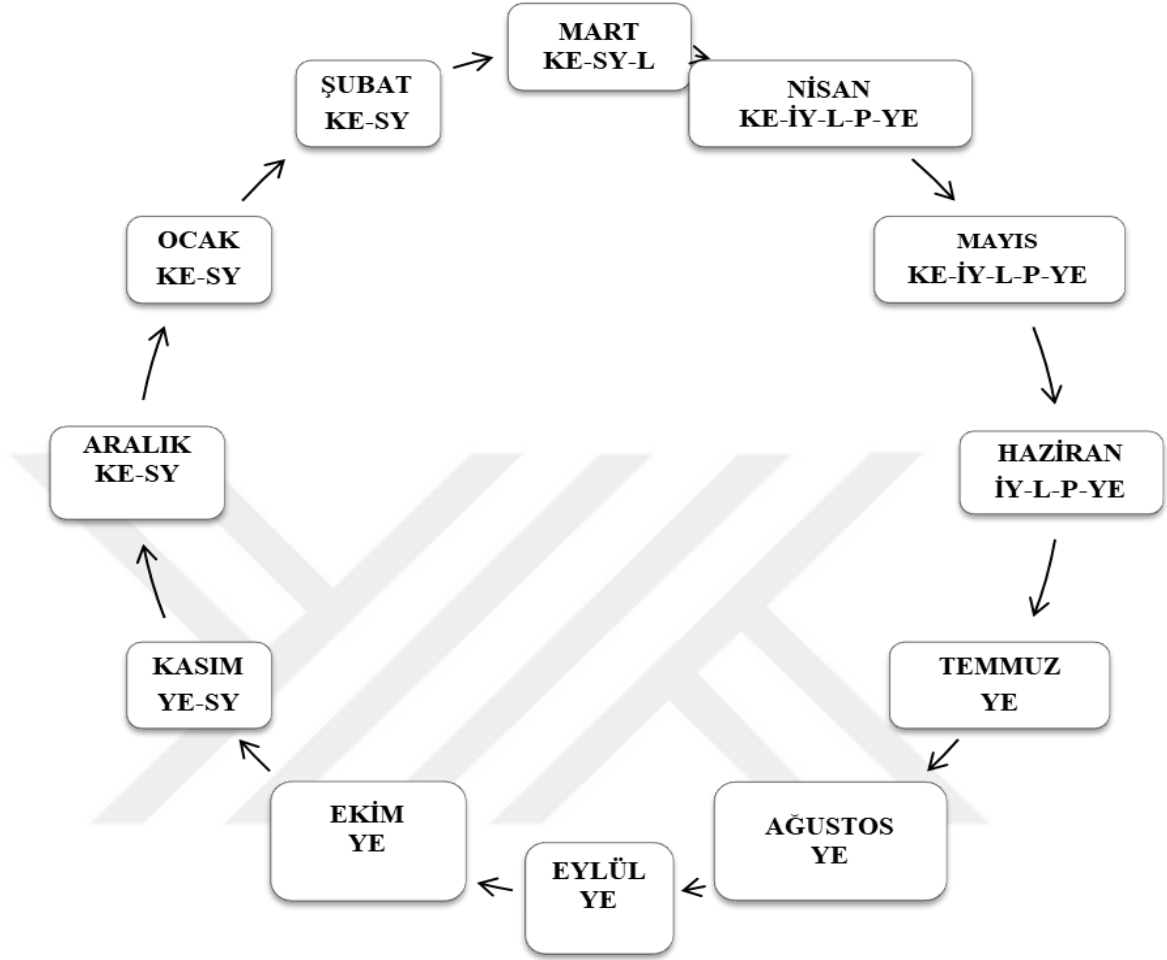 MART
KE-SY-L
NİSAN
KE-İY-L-P-YE
MAYIS
KE-İY-L-P-YE
HAZİRAN
İY-L-P-YE
TEMMUZ
YE
AĞUSTOS
YE
EYLÜL
YE
EKİM
YE
KASIM
YE-SY
ARALIK
KE-SY
OCAK
KE-SY
ŞUBAT
KE-SY